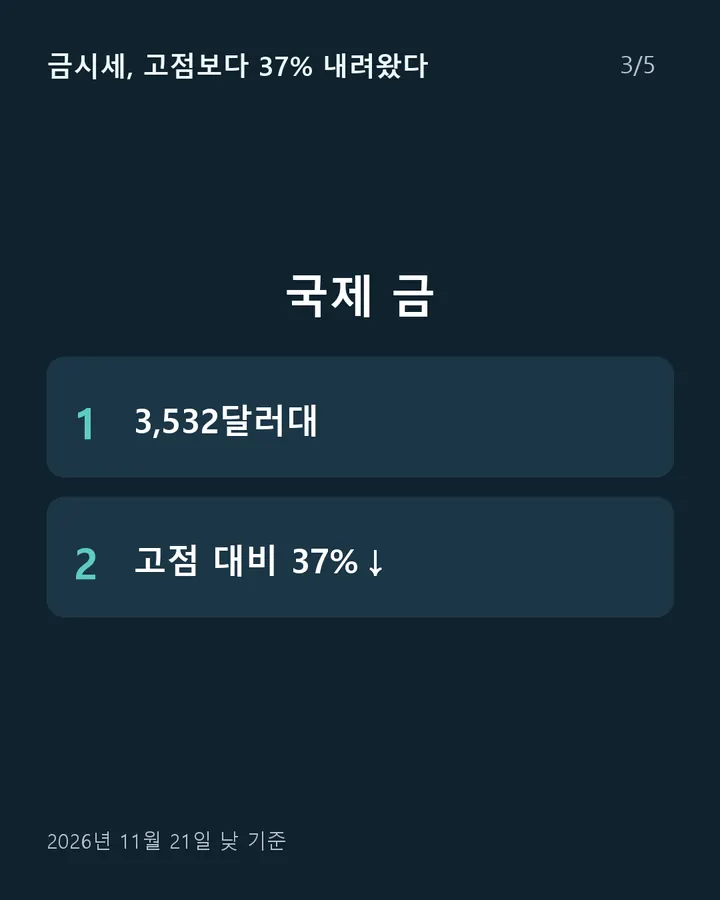 금시세, 고점보다 37% 내려왔다
3/5
국제 금
1 3,532달러대
2 고점 대비 37%↓
2026년 11월 21일 낮 기준